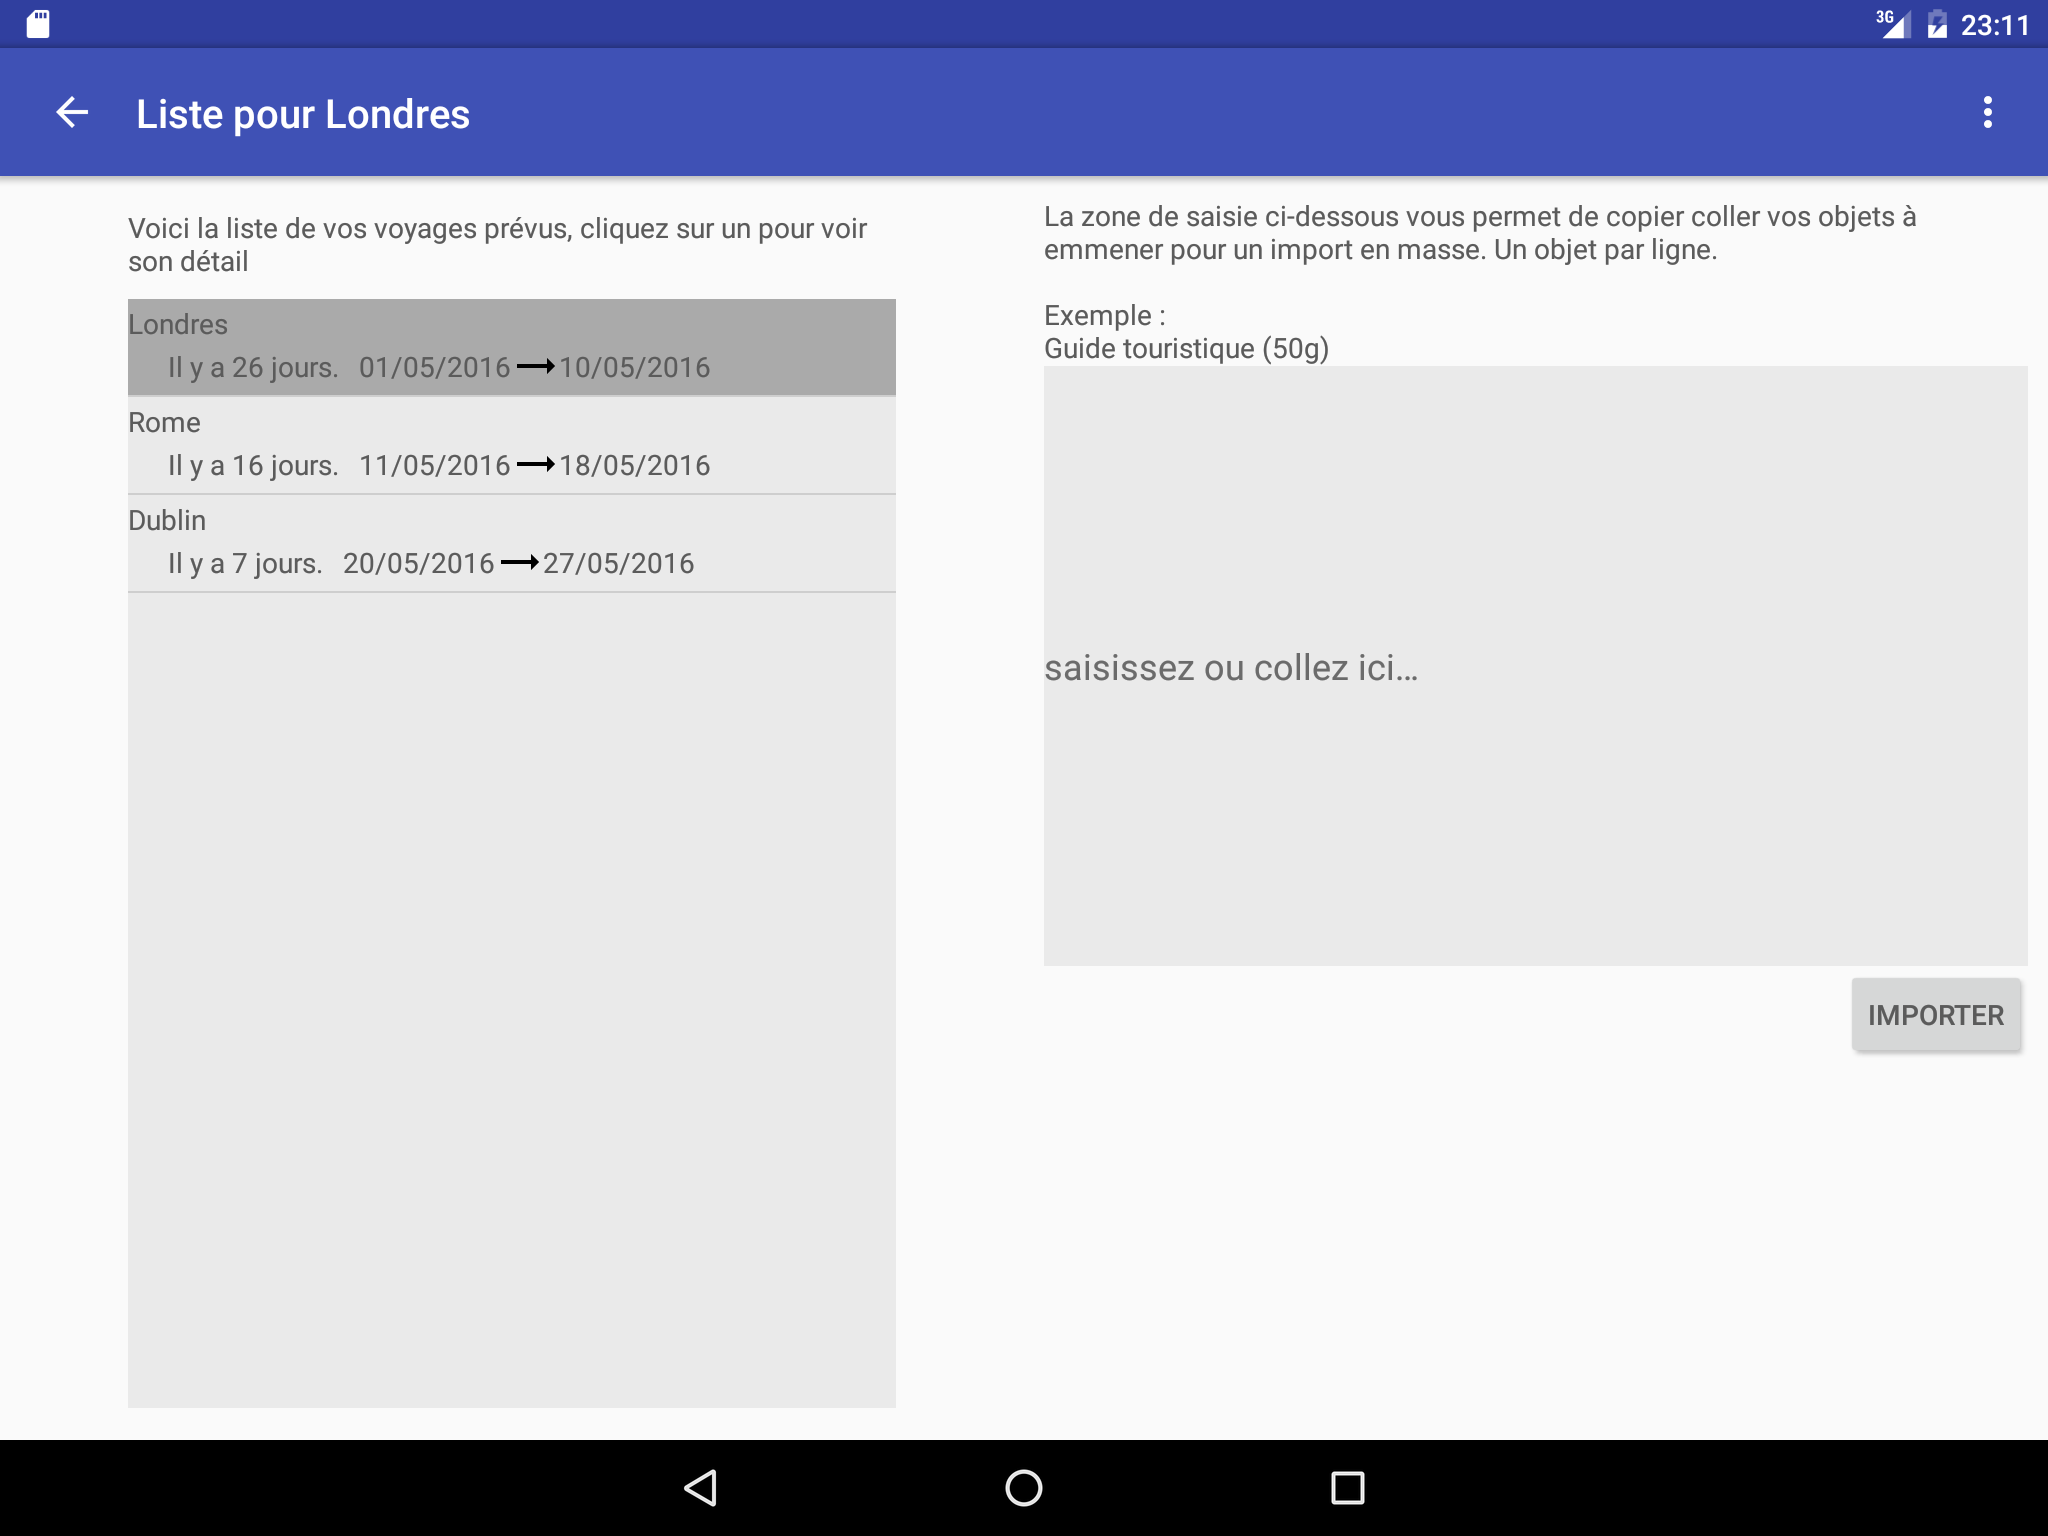 3G 23:11
Liste pour Londres
Voici la liste de vos voyages prévus, cliquez sur un pour voir
son détail
Londres
Il y a 26 jours. 01/05/2016 10/05/2016
Rome
Il y a 16 jours. 11/05/2016 18/05/2016
Dublin
Il y a 7 jours. 20/05/2016 27/05/2016
La zone de saisie ci-dessous vous permet de copier coller vos objets à
emmener pour un import en masse. Un objet par ligne.
Exemple :
Guide touristique (50g)
saisissez ou collez ici…
IMPORTER